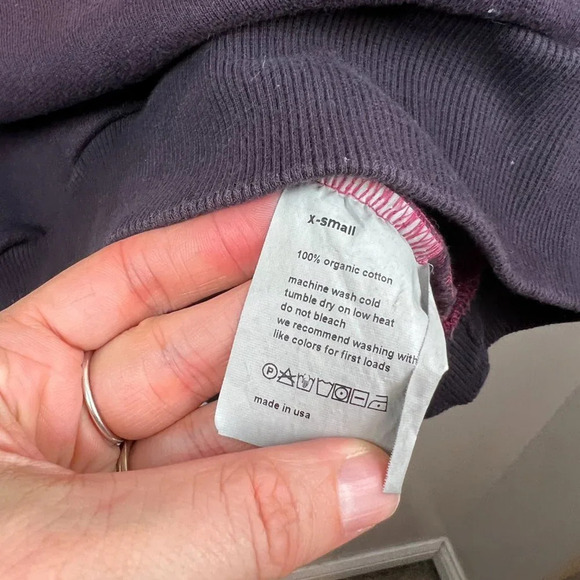 x-small
100% organic cotton
machine wash cold
tumble dry on low heat
do not bleach
we recommend washing with
like colors for first loads
P
made in usa